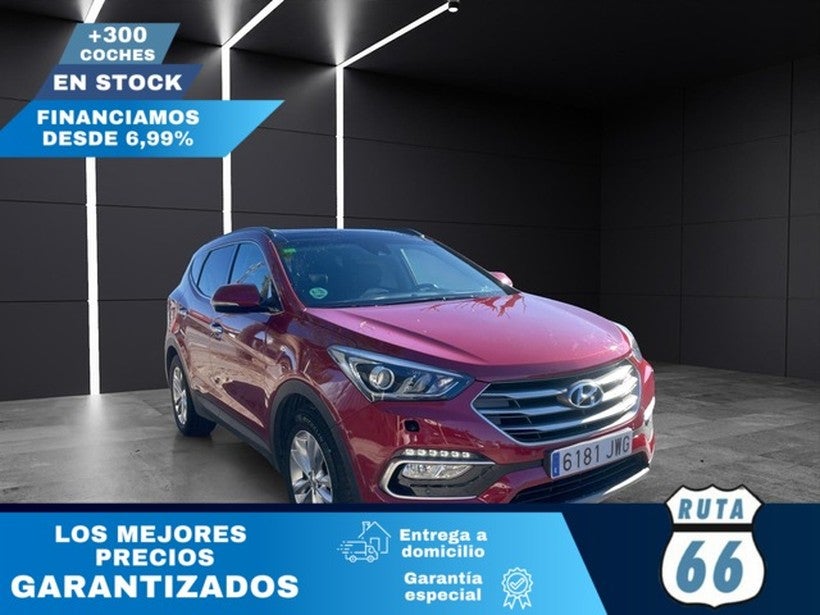 +300
COCHES
EN STOCK
FINANCIAMOS
DESDE 6,99%
6181 JWG
LOS MEJORES
PRECIOS
GARANTIZADOS
Entrega a
domicilio
Garantía
especial
RUTA
66